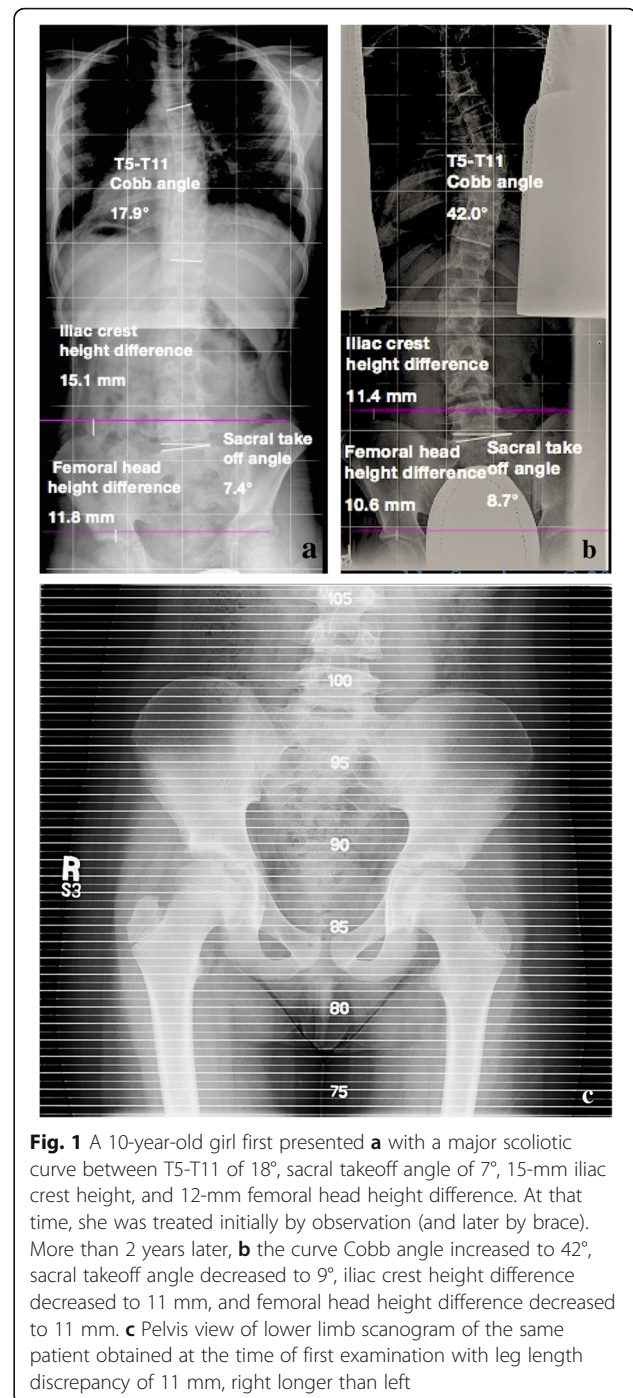 T5-T11
Cobb angle
17.9°
Iliac crest
height difference
15.1 mm
Sacral take
off angle
7.4°
Femoral head
height difference
11.8 mm
a
T5-T11
Cobb angle
42.0°
Iliac crest
height difference
11.4 mm
Femoral head
height difference
10.6 mm
Sacral take
off angle
8.7°
b
105
100
95
90
85
80
75
R
S3
c
Fig. 1 A 10-year-old girl first presented a with a major scoliotic
curve between T5-T11 of 18°, sacral takeoff angle of 7°, 15-mm iliac
crest height, and 12-mm femoral head height difference. At that
time, she was treated initially by observation (and later by brace).
More than 2 years later, b the curve Cobb angle increased to 42°,
sacral takeoff angle decreased to 9°, iliac crest height difference
decreased to 11 mm, and femoral head height difference decreased
to 11 mm. c Pelvis view of lower limb scanogram of the same
patient obtained at the time of first examination with leg length
discrepancy of 11 mm, right longer than left